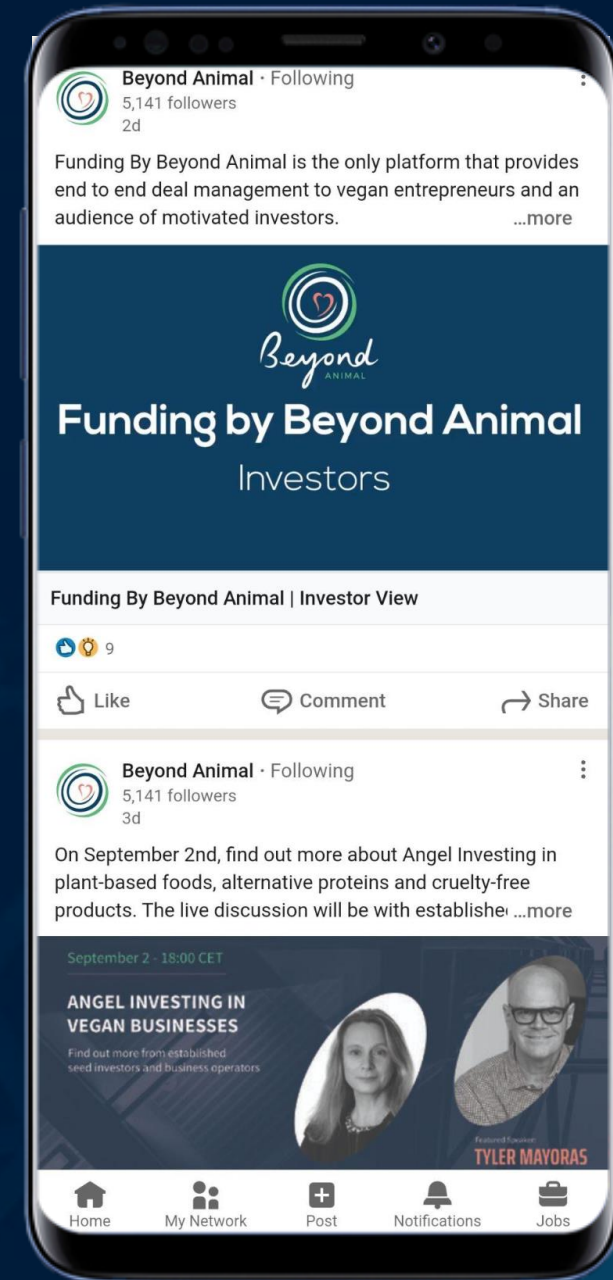 Beyond Animal · Following
5,141 followers
2d
Funding By Beyond Animal is the only platform that provides
end to end deal management to vegan entrepreneurs and an
audience of motivated investors. ...more
Beyond
ANIMAL
Funding by Beyond Animal
Investors
Funding By Beyond Animal | Investor View
9
Like Comment Share
Beyond Animal · Following
5,141 followers
3d
On September 2nd, find out more about Angel Investing in
plant-based foods, alternative proteins and cruelty-free
products. The live discussion will be with establishe ...more
September 2 - 18:00 CET
ANGEL INVESTING IN
VEGAN BUSINESSES
Find out more from established
seed investors and business operators
Featured Speaker:
TYLER MAYORAS
Home My Network Post Notifications Jobs